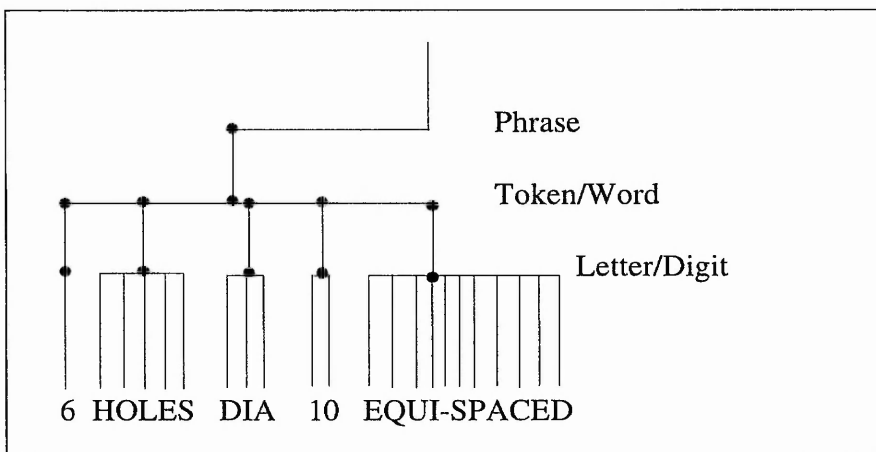 Phrase
Token/Word
Letter/Digit
6 HOLES DIA 10 EQUI-SPACED